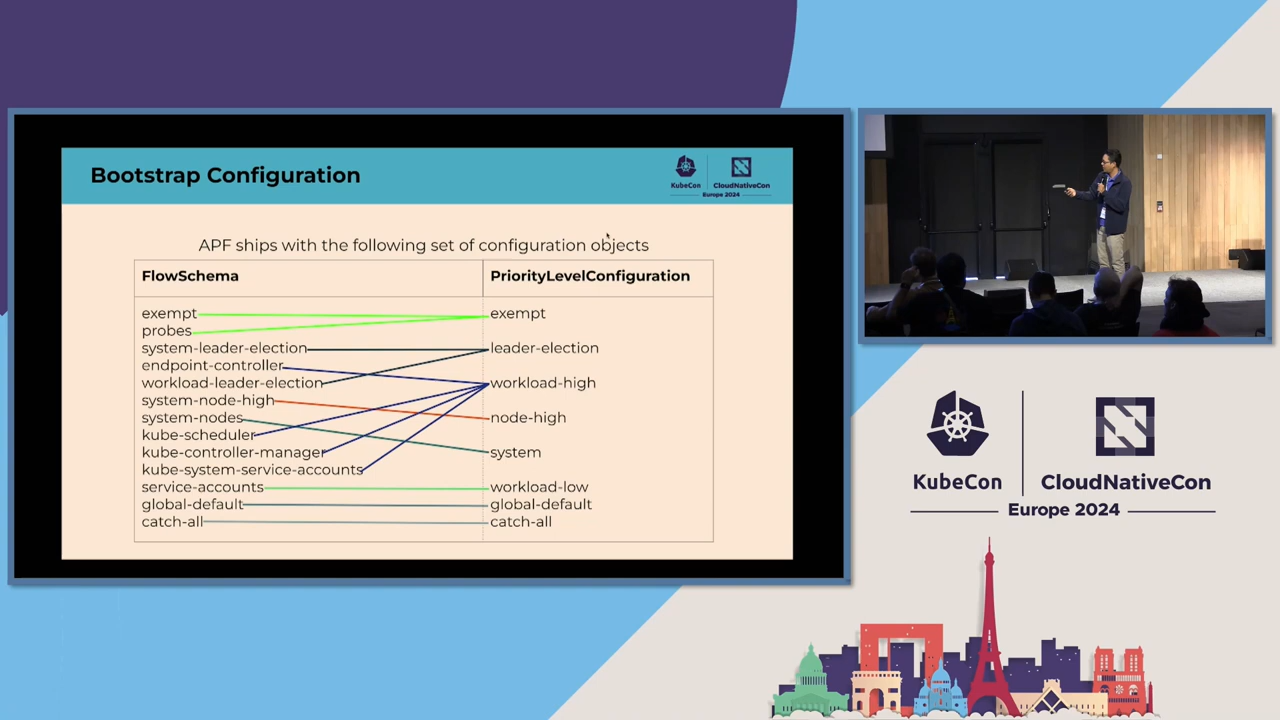 Bootstrap Configuration
KubeCon
CloudNativeCon
Europe 2024
APF ships with the following set of configuration objects
FlowSchema
PriorityLevelConfiguration
exempt
exempt
probes
system-leader-election
leader-election
endpoint-controller
workload-leader-election
workload-high
system-node-high
node-high
system-nodes
kube-scheduler
kube-controller-manager
system
kube-system-service-accounts
service-accounts
workload-low
global-default
global-default
catch-all
catch-all
KubeCon
CloudNativeCon
Europe 2024